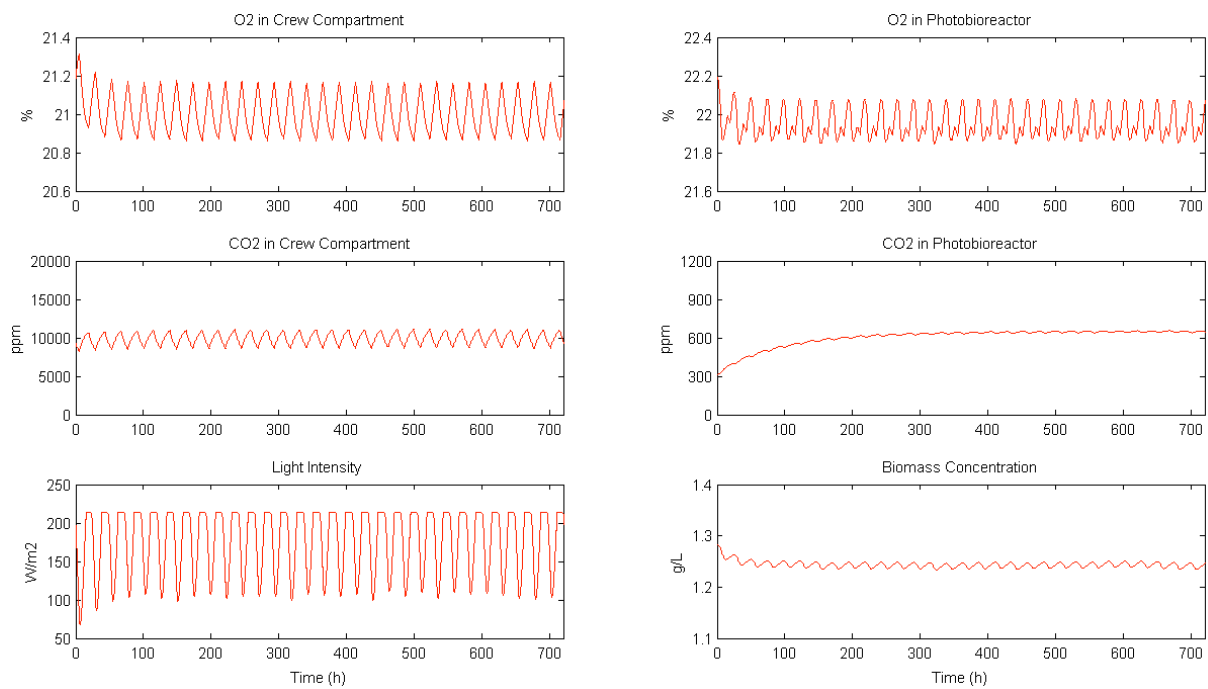 O2 in Crew Compartment
21.4
21.2
21
20.8
20.6
%
0 100 200 300 400 500 600 700
O2 in Photobioreactor
22.4
22.2
22
21.8
21.6
%
0 100 200 300 400 500 600 700
CO2 in Crew Compartment
20000
15000
10000
5000
0
ppm
0 100 200 300 400 500 600 700
CO2 in Photobioreactor
1200
900
600
300
0
ppm
0 100 200 300 400 500 600 700
Light Intensity
250
200
150
100
50
W/m2
0 100 200 300 400 500 600 700
Time (h)
Biomass Concentration
1.4
1.3
1.2
1.1
g/L
0 100 200 300 400 500 600 700
Time (h)